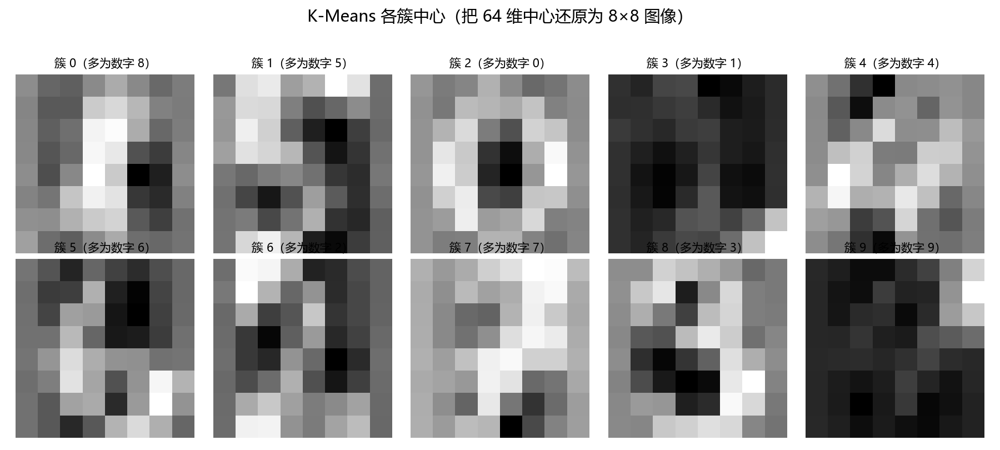 K-Means 各簇中心（把 64 维中心还原为 8×8 图像）
簇 0（多为数字 8）
簇 1（多为数字 5）
簇 2（多为数字 0）
簇 3（多为数字 1）
簇 4（多为数字 4）
簇 5（多为数字 6）
簇 6（多为数字 2）
簇 7（多为数字 7）
簇 8（多为数字 3）
簇 9（多为数字 9）